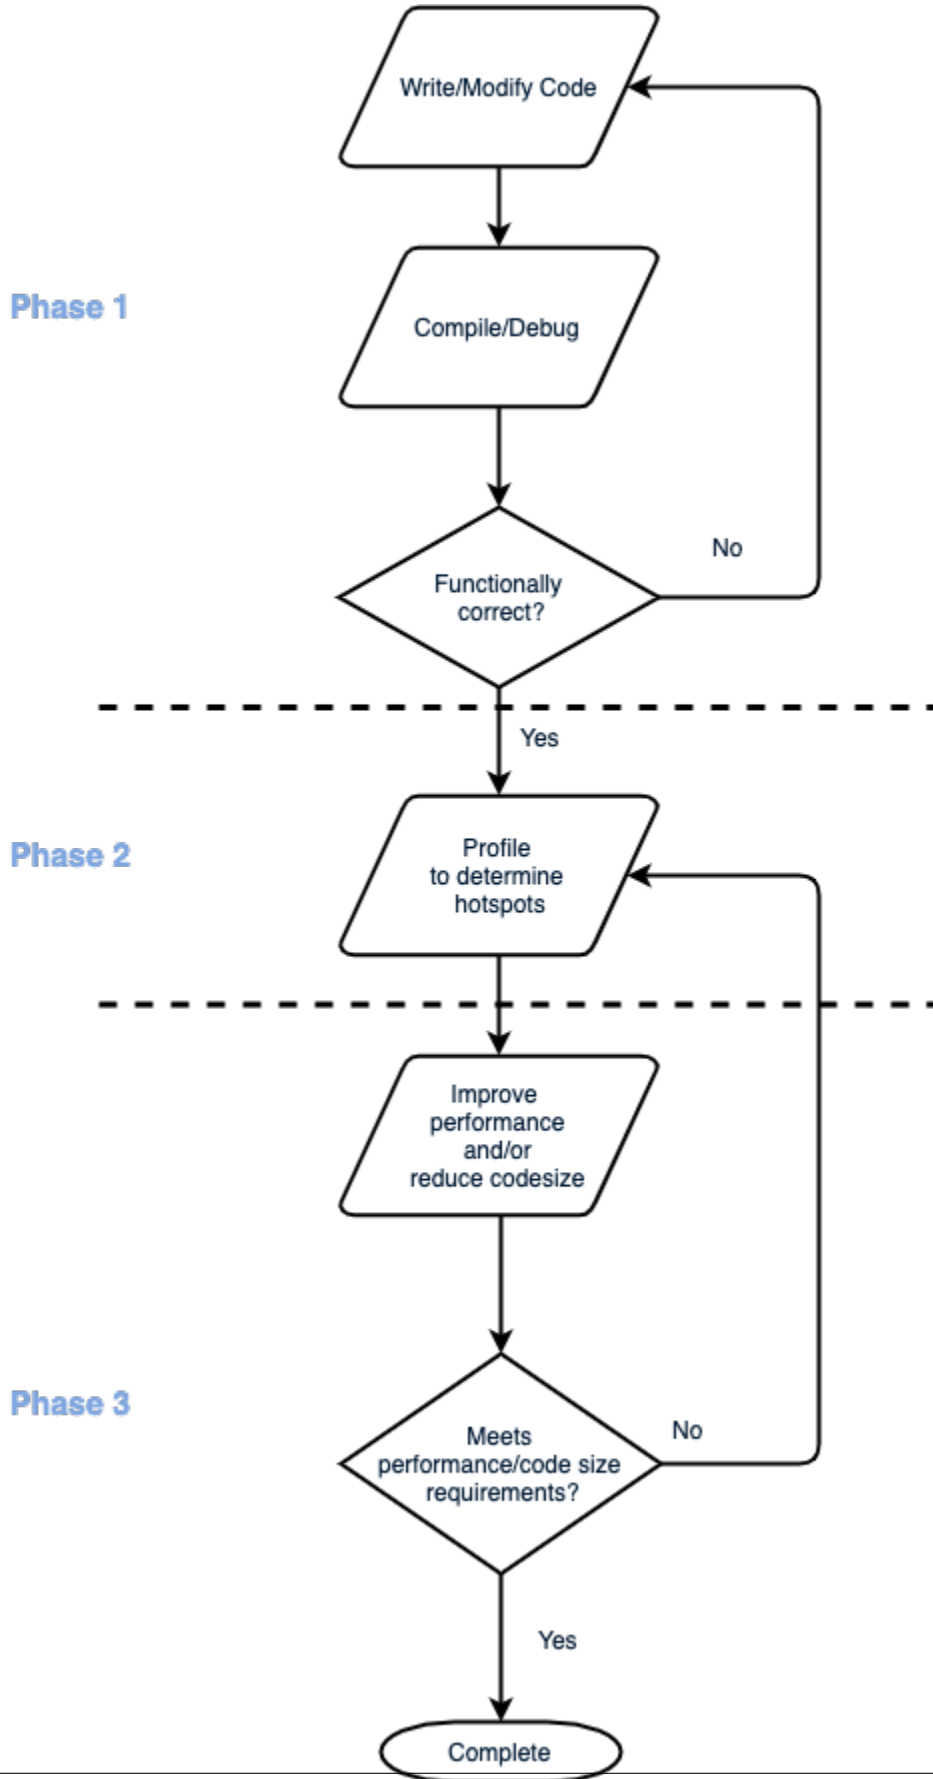 Write/Modify Code
Phase 1
Compile/Debug
No
Functionally
correct?
Yes
Phase 2
Profile
to determine
hotspots
Improve
performance
and/or
reduce codesize
Phase 3
No
Meets
performance/code size
requirements?
Yes
Complete